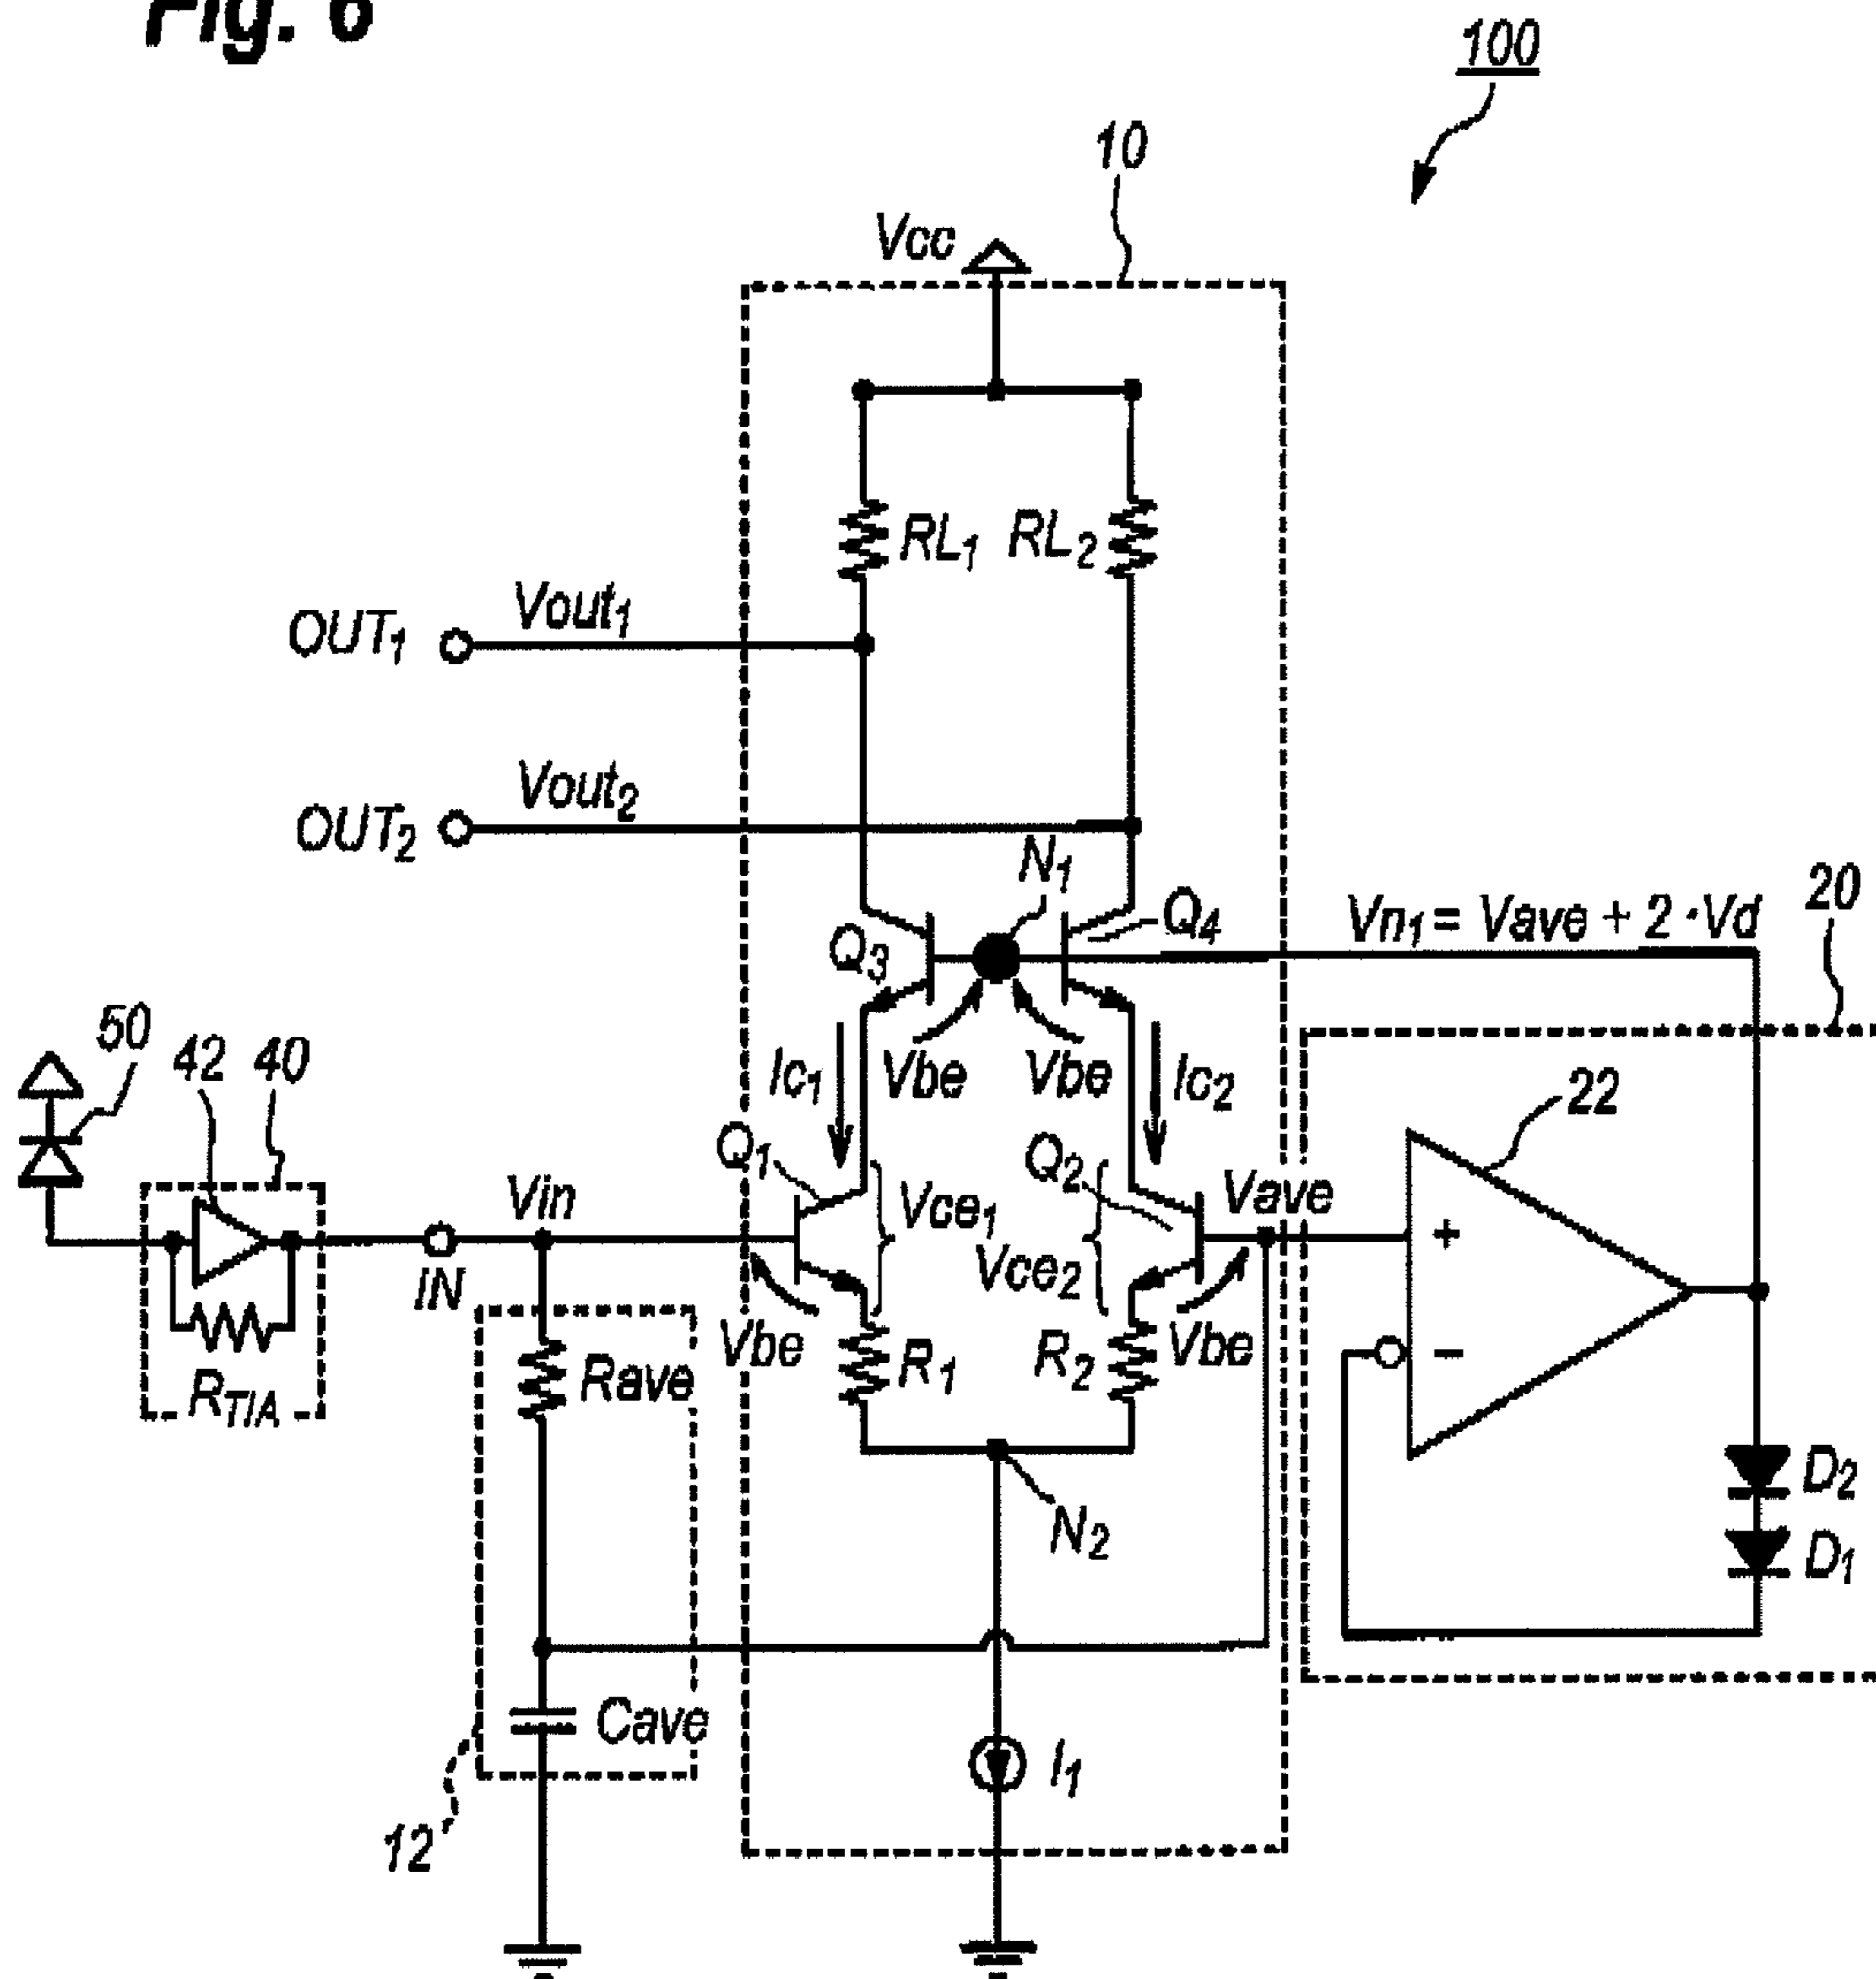 Fig. 6
100
10
Vcc
RL1 RL2
OUT1 Vout1
OUT2 Vout2
N1
Q3 Q4
Vn1 = Vave + 2 · Vd
20
50 42 40
Ic1 Vbe Vbe Ic2
22
Q1 Q2
Vin
Vce1
Vce2
Vave
+
IN
Vbe R1 R2 Vbe
−
RTIA
Rave
D2
N2
D1
Cave
I1
12'